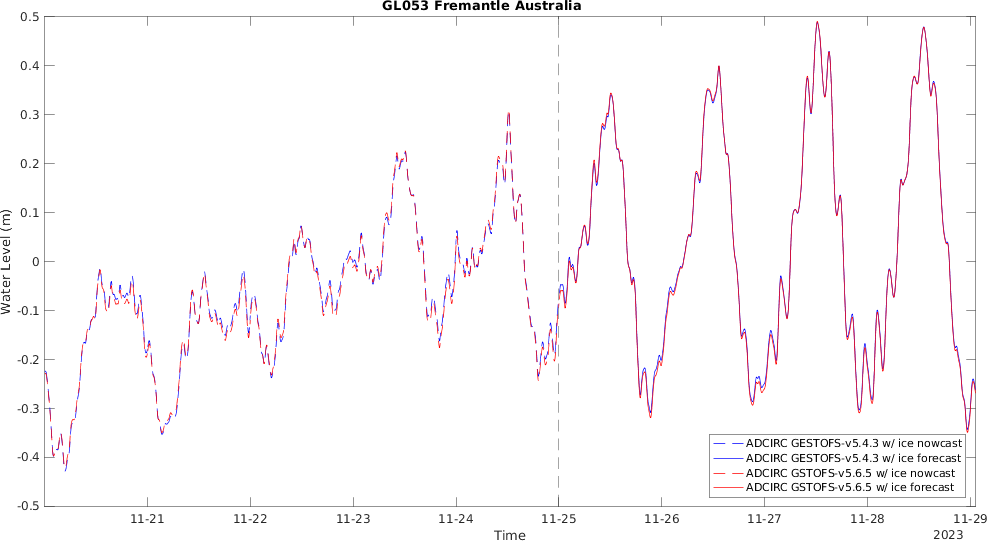 GL053 Fremantle Australia
0.5
0.4
0.3
0.2
0.1
0
-0.1
-0.2
-0.3
-0.4
-0.5
Water Level (m)
ADCIRC GESTOFS-v5.4.3 w/ ice nowcast
ADCIRC GESTOFS-v5.4.3 w/ ice forecast
ADCIRC GSTOFS-v5.6.5 w/ ice nowcast
ADCIRC GSTOFS-v5.6.5 w/ ice forecast
11-21 11-22 11-23 11-24 11-25 11-26 11-27 11-28 11-29
Time
2023